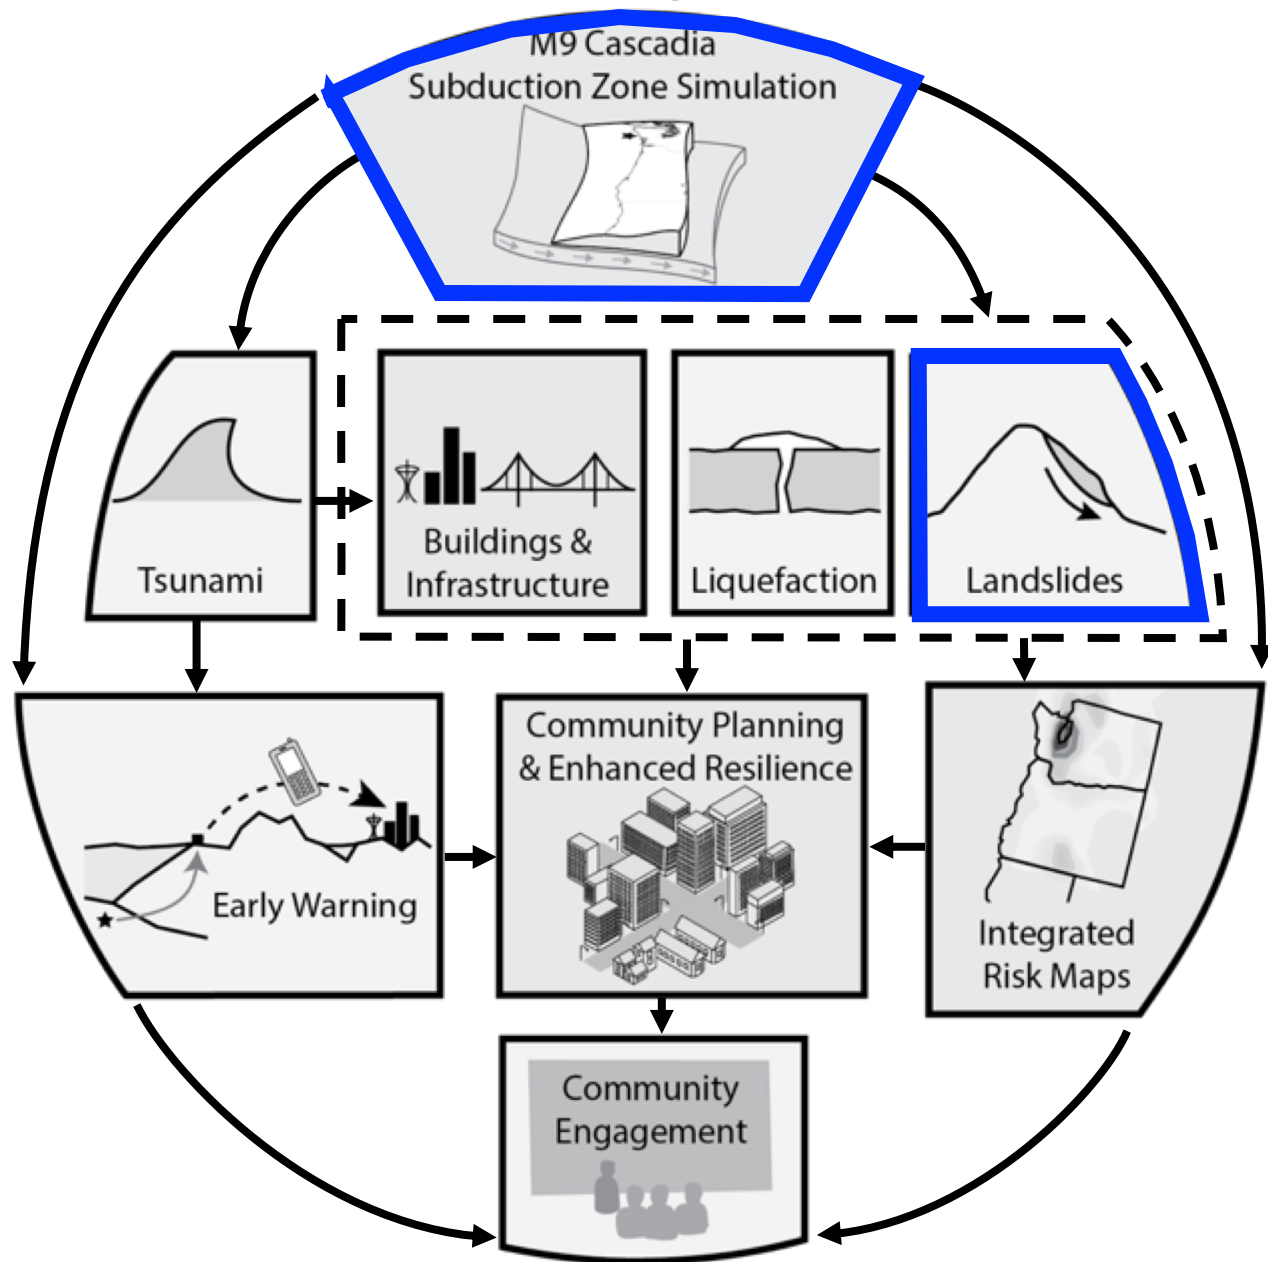 M9 Cascadia
Subduction Zone Simulation
Tsunami
Buildings &
Infrastructure
Liquefaction
Landslides
Early Warning
Community Planning
& Enhanced Resilience
Integrated
Risk Maps
Community
Engagement